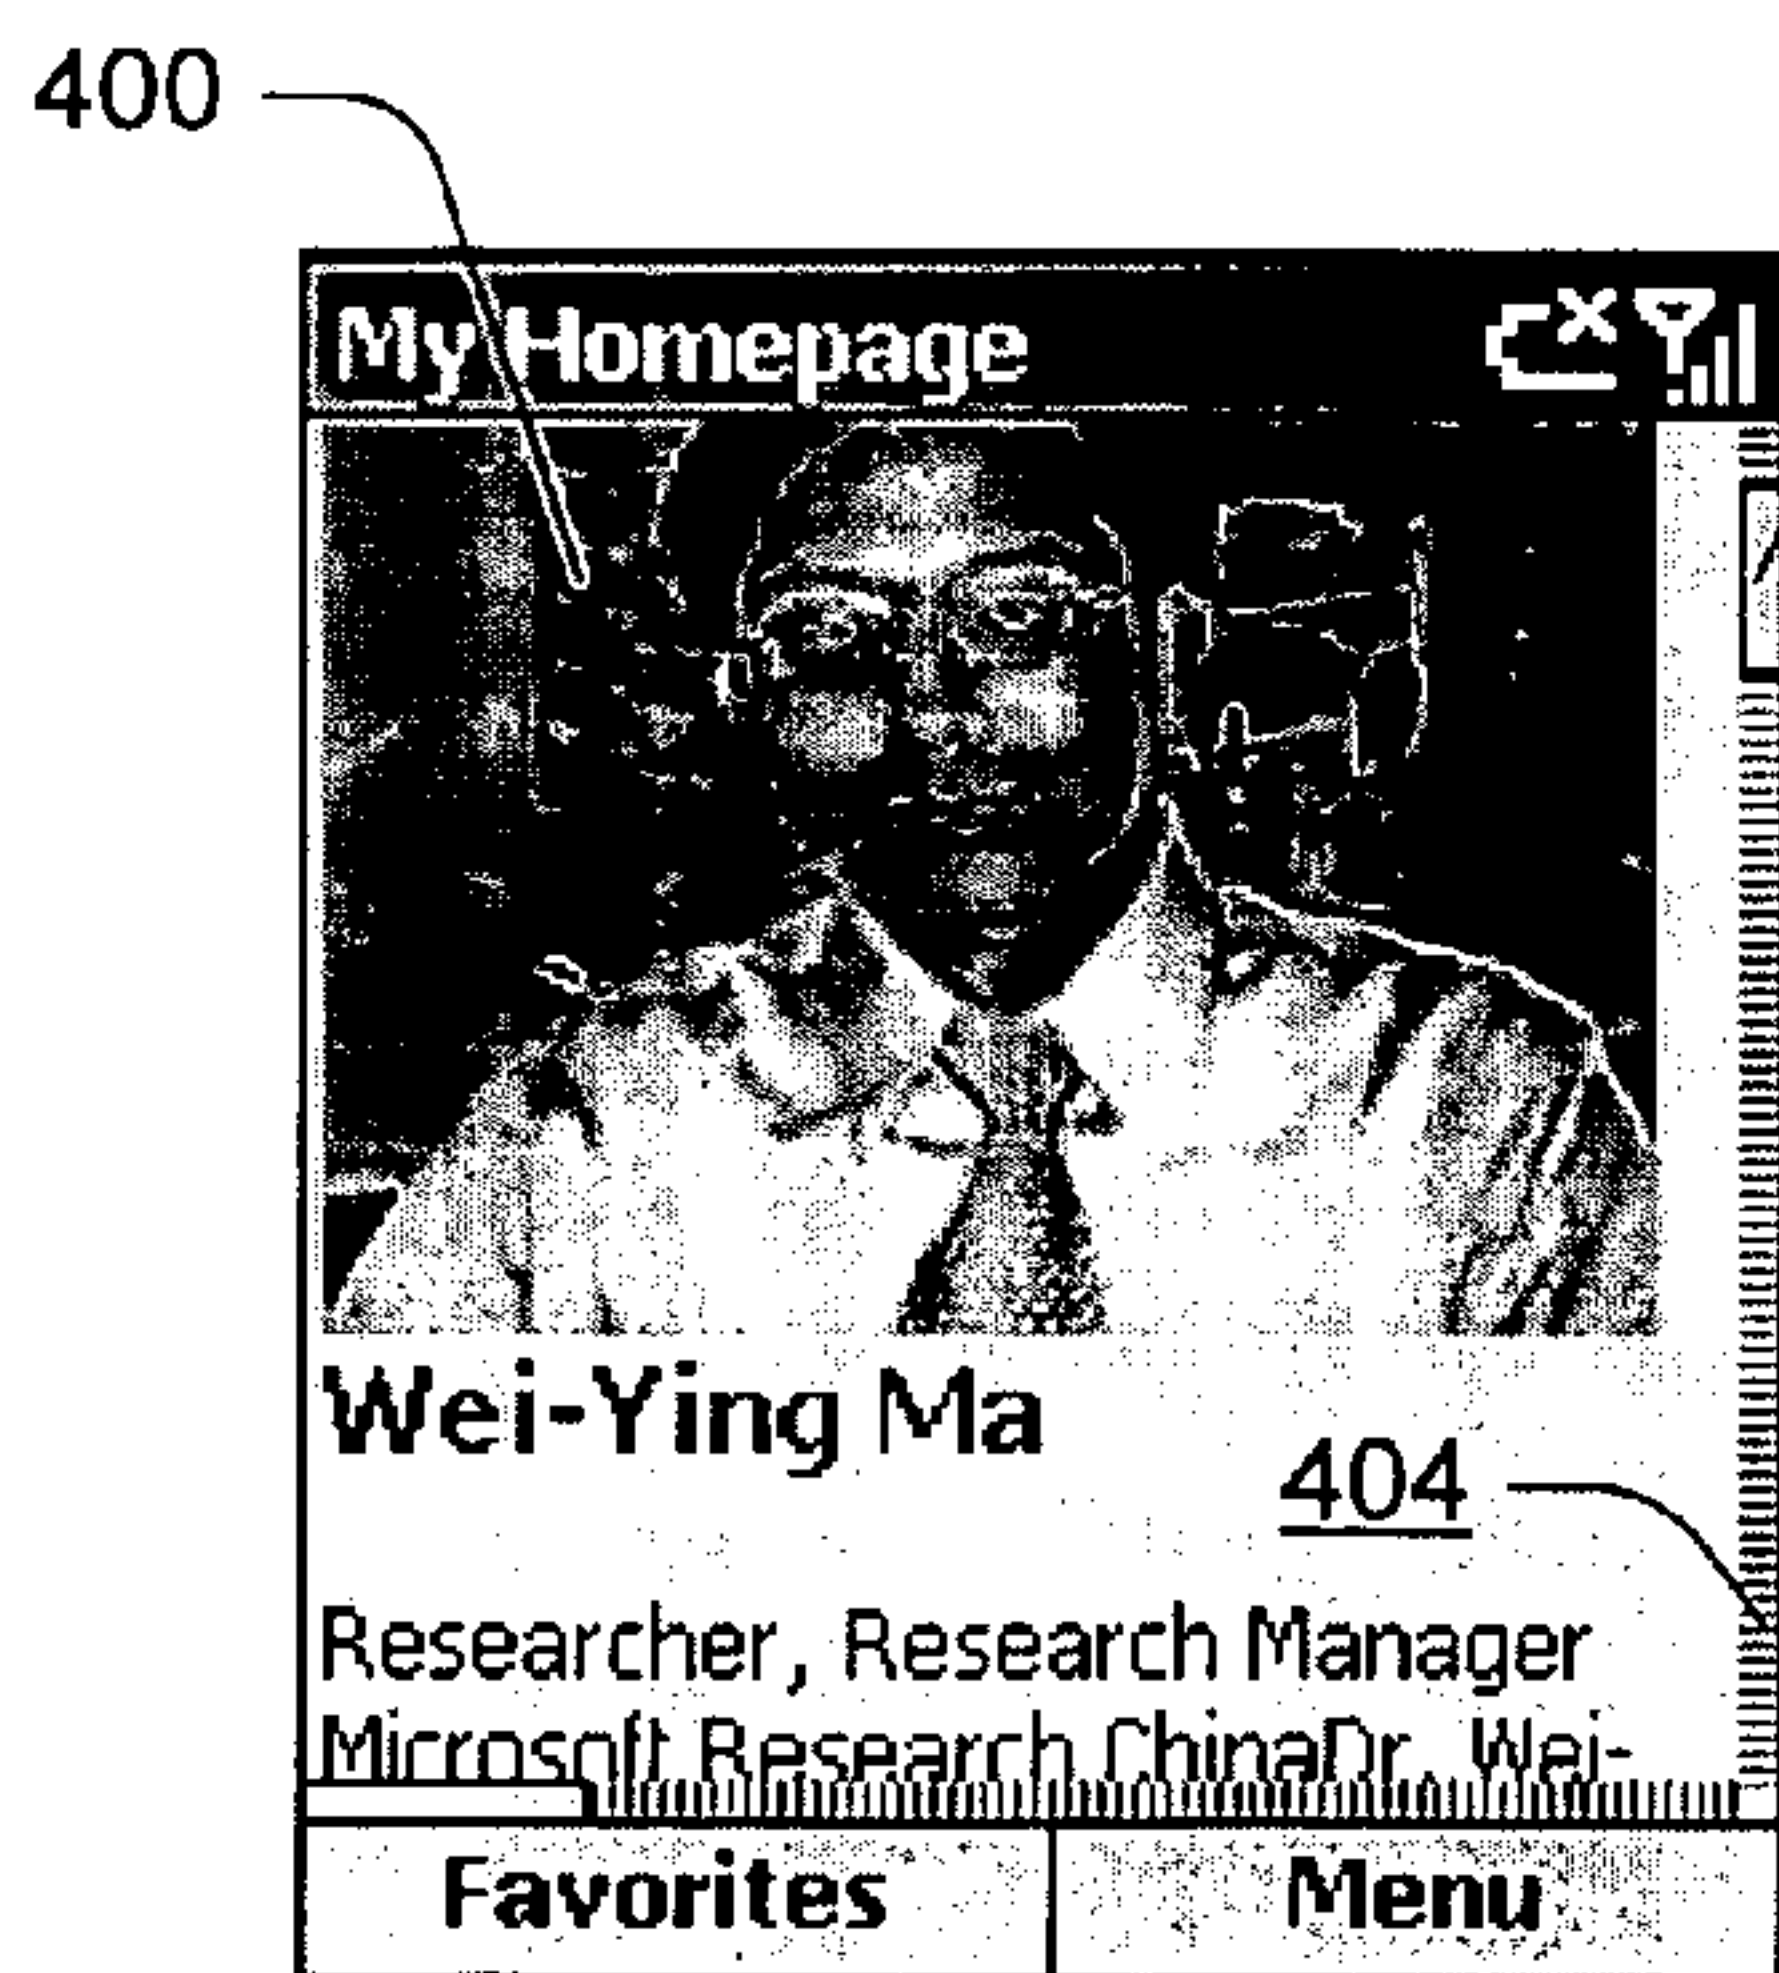 400
My Homepage
Wei-Ying Ma
404
Researcher, Research Manager
Microsoft Research ChinaDr. Wei-
Favorites Menu